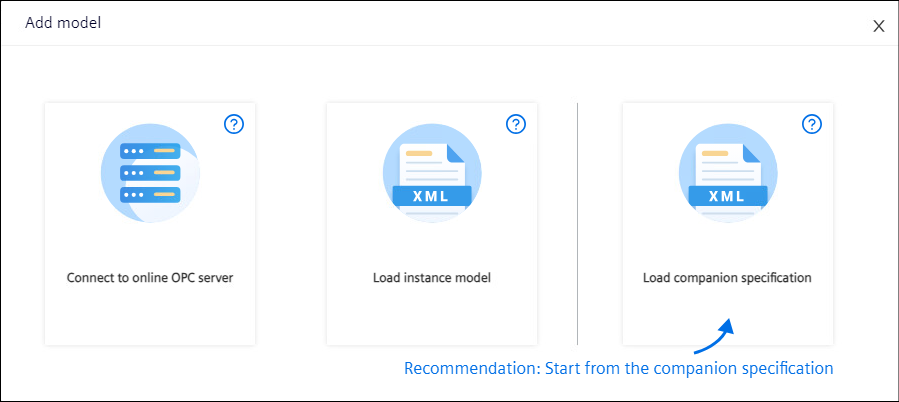 Add model
X
?
?
?
XML
XML
Connect to online OPC server
Load instance model
Load companion specification
Recommendation: Start from the companion specification